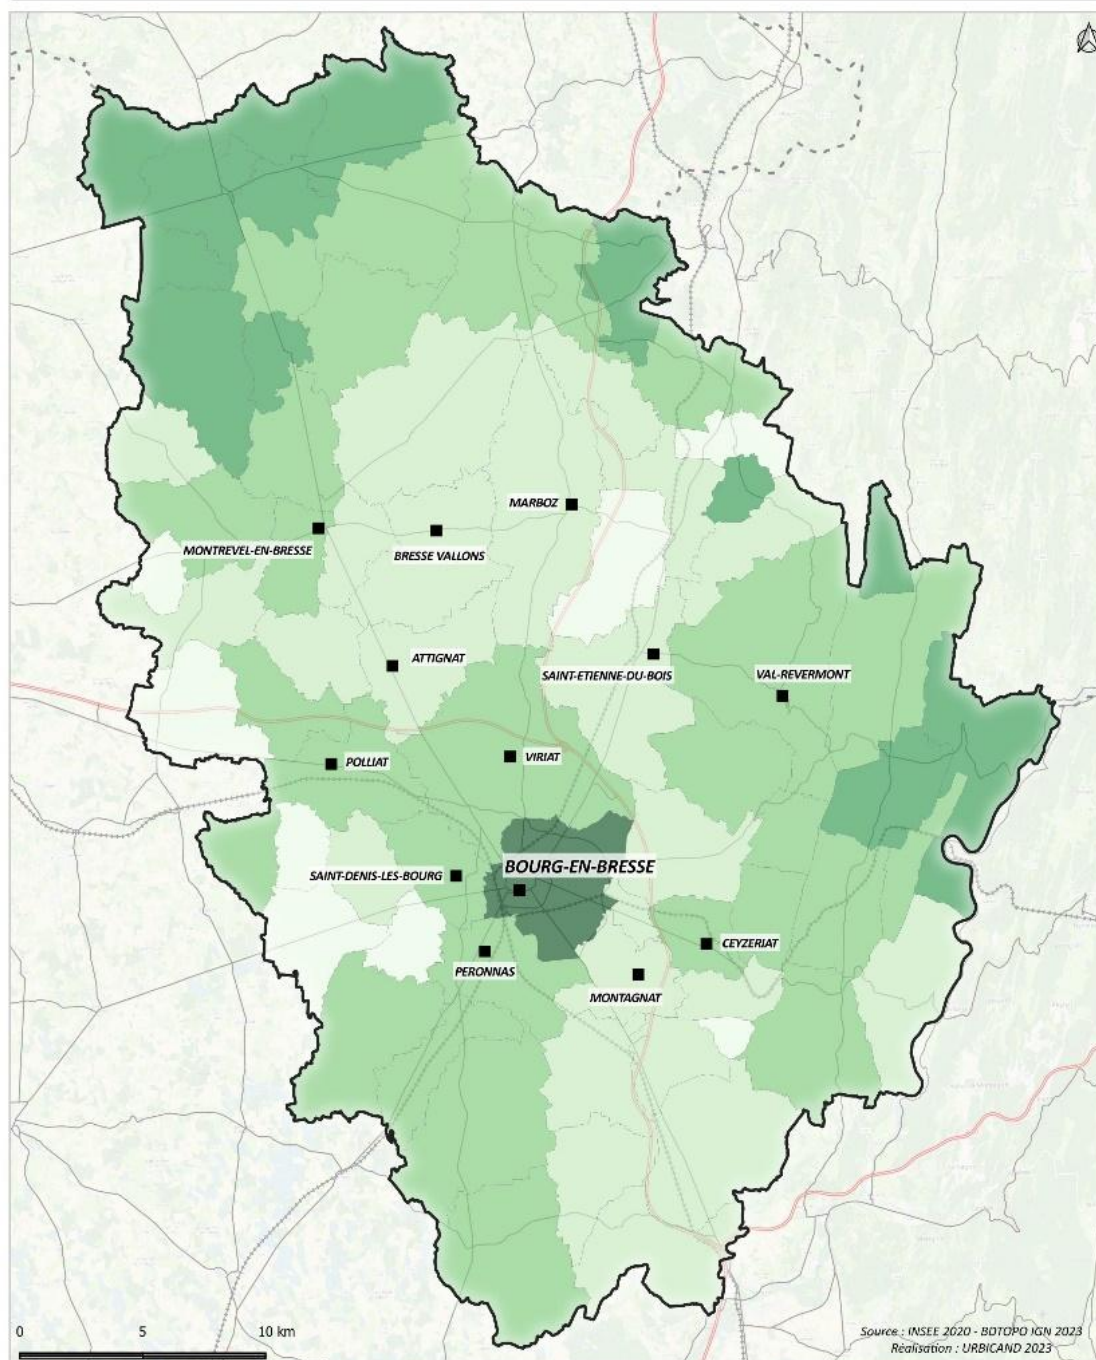 MARBOZ
MONTREVEL-EN-BRESSE
BRESSE VALLONS
ATTIGNAT
SAINT-ETIENNE-DU-BOIS
VAL-REVERMONT
POLLIAT
VIRIAT
BOURG-EN-BRESSE
SAINT-DENIS-LES-BOURG
CEYZERIAT
PERONNAS
MONTAGNAT
0 5 10 km
Source : INSEE 2020 - BDTOPO IGN 2023
Réalisation : URBICAND 2023